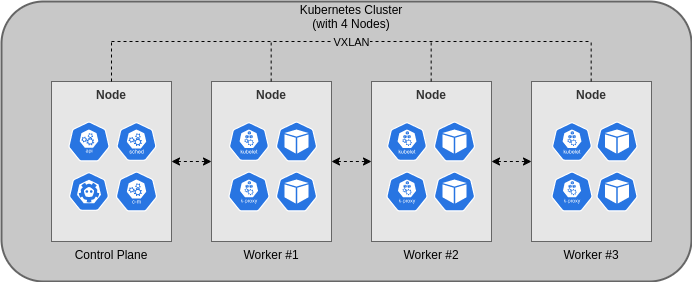 Kubernetes Cluster
(with 4 Nodes)
VXLAN
Node
Node
Node
Node
api
sched
kubelet
kubelet
kubelet
c-m
k-proxy
k-proxy
k-proxy
Control Plane
Worker #1
Worker #2
Worker #3